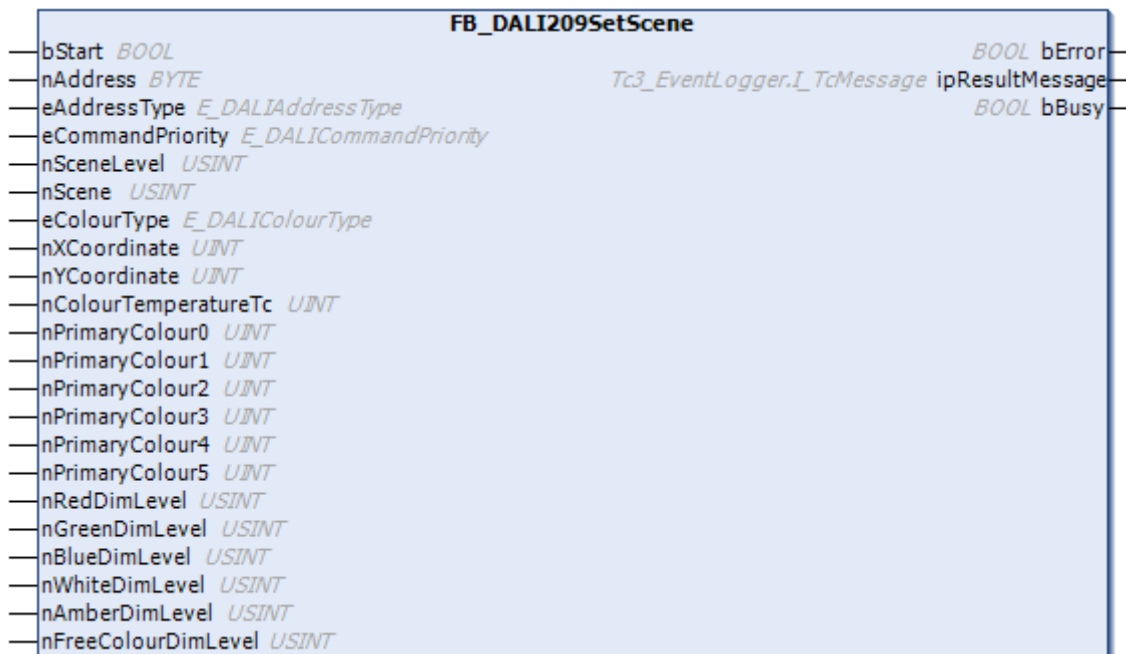 FB_DALI209SetScene
bStart BOOL BOOL bError
nAddress BYTE Tc3_EventLogger.I_TcMessage ipResultMessage
eAddressType E_DALIAddressType BOOL bBusy
eCommandPriority E_DALICommandPriority
nSceneLevel USINT
nScene USINT
eColourType E_DALIColourType
nXCoordinate UINT
nYCoordinate UINT
nColourTemperatureTc UINT
nPrimaryColour0 UINT
nPrimaryColour1 UINT
nPrimaryColour2 UINT
nPrimaryColour3 UINT
nPrimaryColour4 UINT
nPrimaryColour5 UINT
nRedDimLevel USINT
nGreenDimLevel USINT
nBlueDimLevel USINT
nWhiteDimLevel USINT
nAmberDimLevel USINT
nFreeColourDimLevel USINT